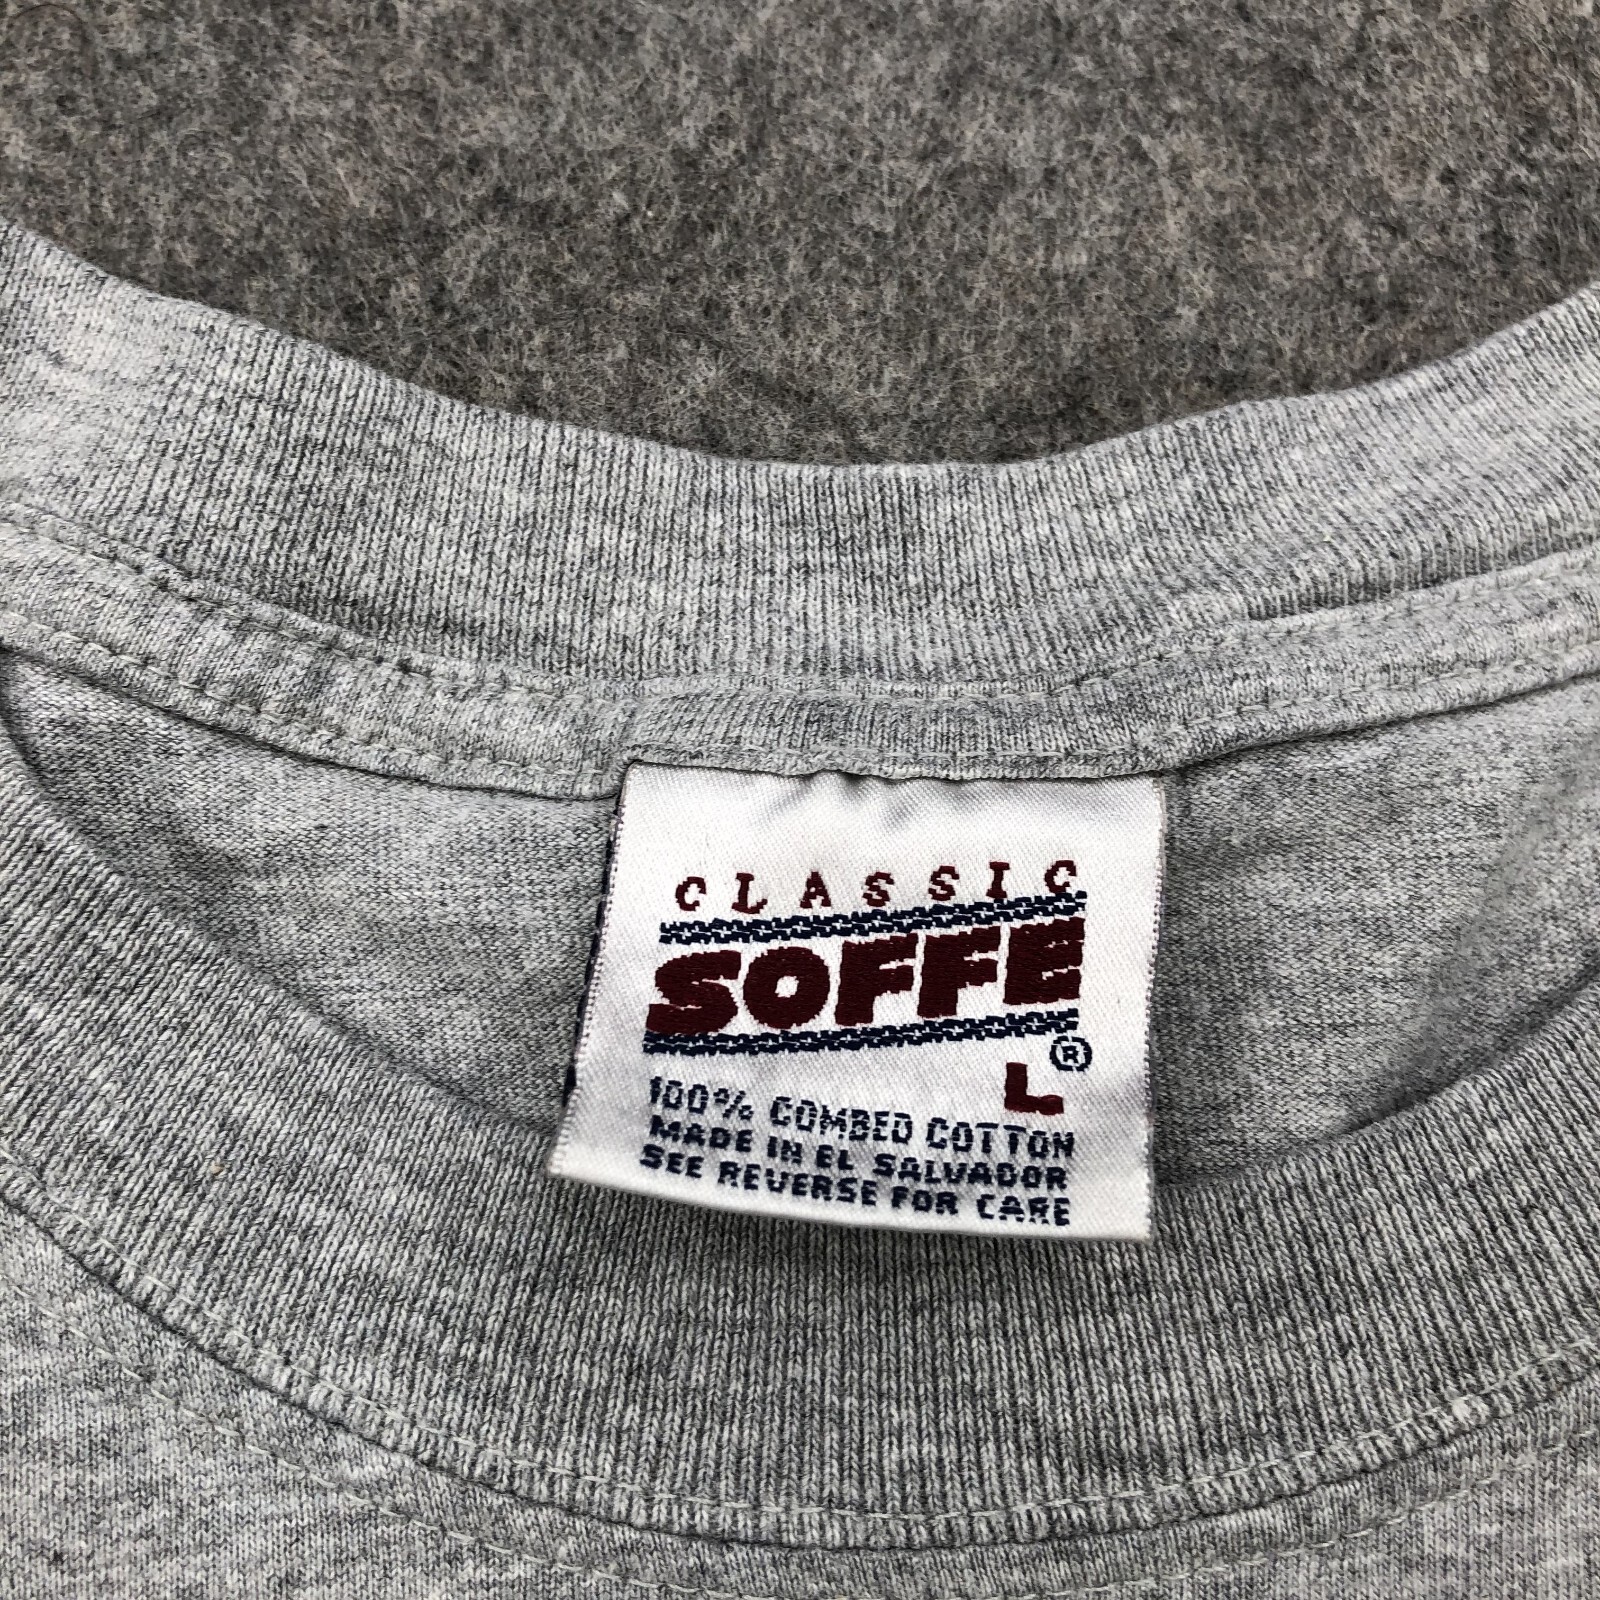 CLASSIC
SOFFE
®
L
100% COMBED COTTON
MADE IN EL SALVADOR
SEE REVERSE FOR CARE